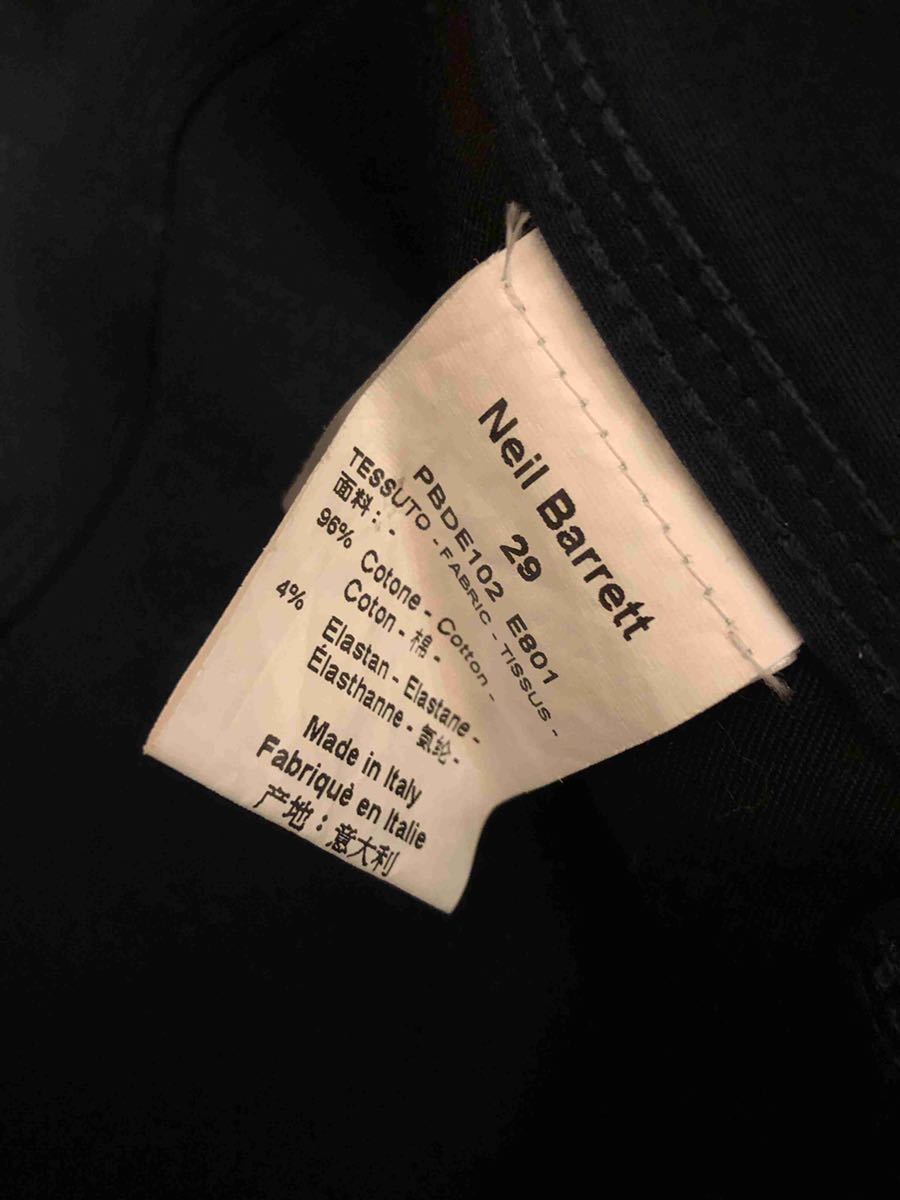 Neil Barrett
29
PBDE102 E801
TESSUTO - FABRIC - TISSUS -
面料： -
96% Cotone - Cotton -
Coton - 棉 -
4% Elastan - Elastane -
Élasthanne - 氨纶 -
Made in Italy
Fabriquè en Italie
产地：意大利